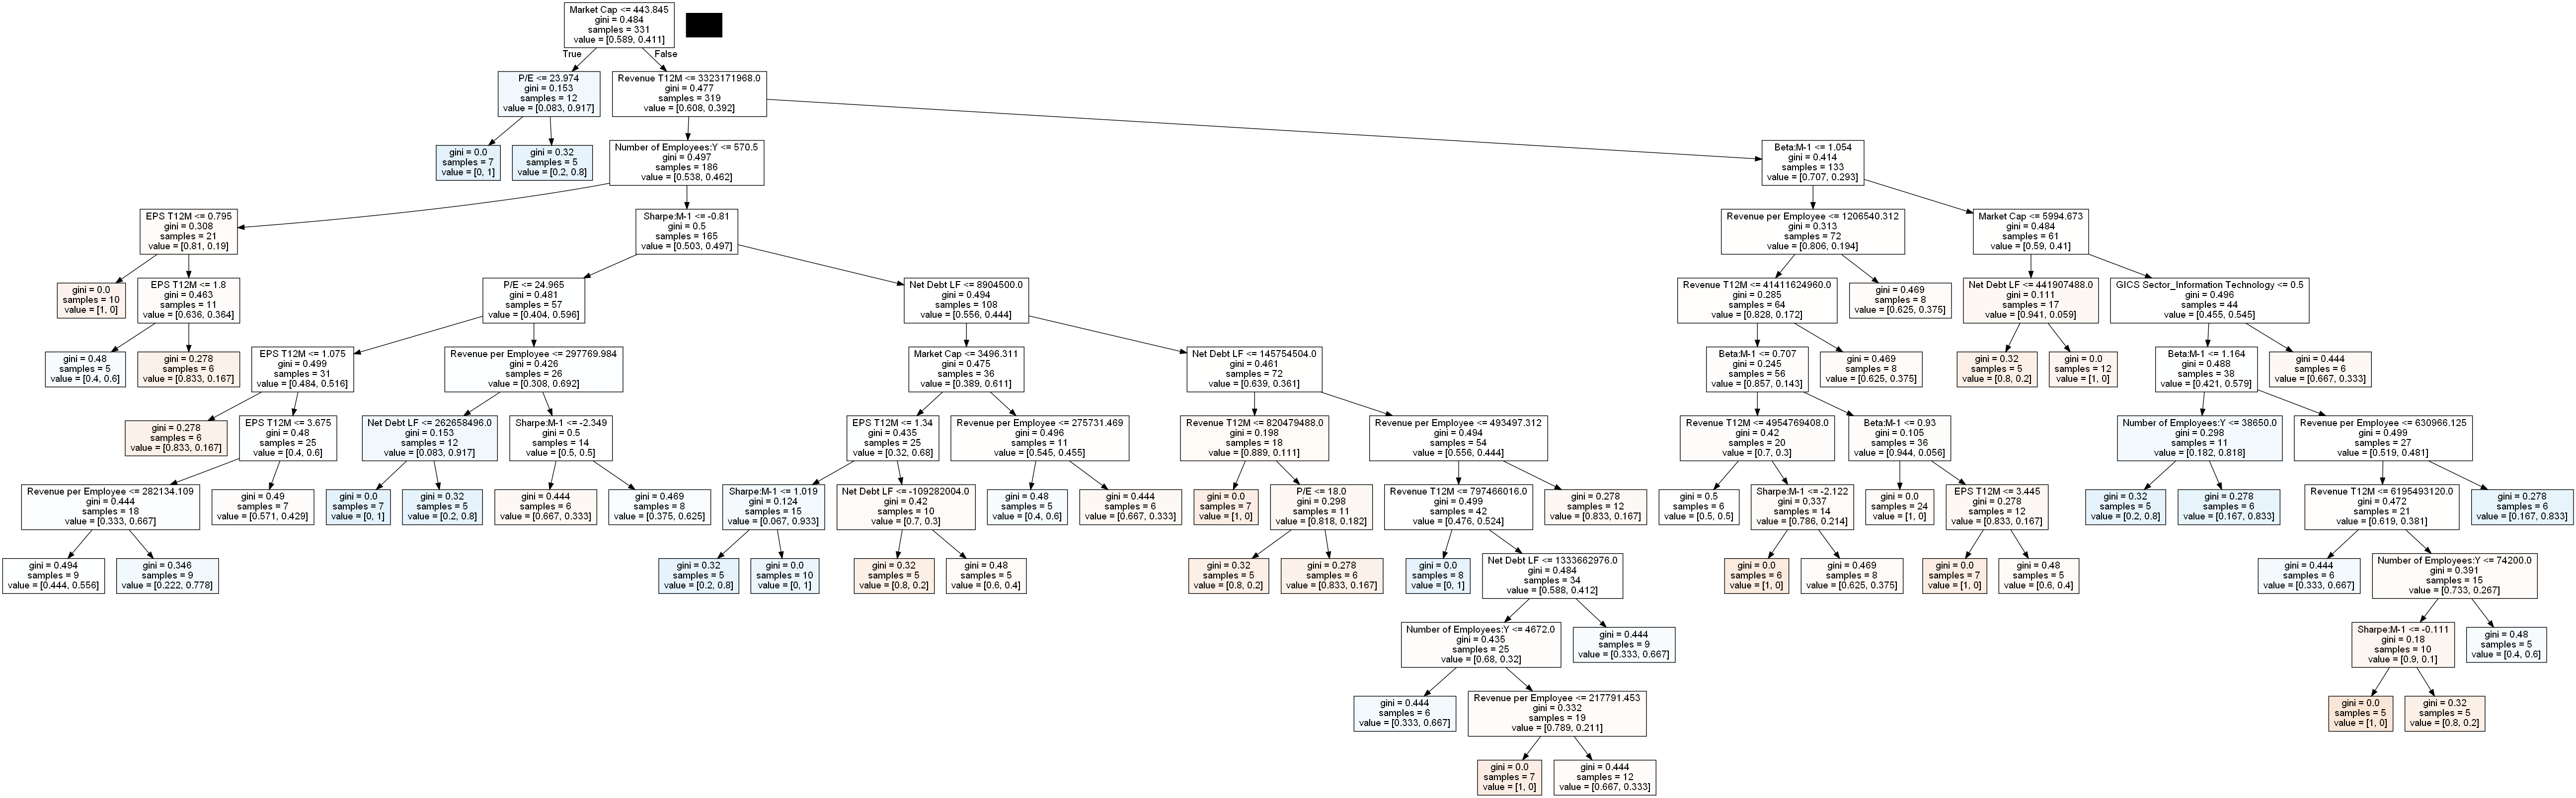 Market Cap <= 443.845
gini = 0.484
samples = 331
value = [0.589, 0.411]
True
False
P/E <= 23.974
gini = 0.153
samples = 12
value = [0.083, 0.917]
Revenue T12M <= 3323171968.0
gini = 0.477
samples = 319
value = [0.608, 0.392]
gini = 0.0
samples = 7
value = [0, 1]
gini = 0.32
samples = 5
value = [0.2, 0.8]
Number of Employees:Y <= 570.5
gini = 0.497
samples = 186
value = [0.538, 0.462]
Beta:M-1 <= 1.054
gini = 0.414
samples = 133
value = [0.707, 0.293]
EPS T12M <= 0.795
gini = 0.308
samples = 21
value = [0.81, 0.19]
Sharpe:M-1 <= -0.81
gini = 0.5
samples = 165
value = [0.503, 0.497]
Revenue per Employee <= 1206540.312
gini = 0.313
samples = 72
value = [0.806, 0.194]
Market Cap <= 5994.673
gini = 0.484
samples = 61
value = [0.59, 0.41]
gini = 0.0
samples = 10
value = [1, 0]
EPS T12M <= 1.8
gini = 0.463
samples = 11
value = [0.636, 0.364]
P/E <= 24.965
gini = 0.481
samples = 57
value = [0.404, 0.596]
Net Debt LF <= 8904500.0
gini = 0.494
samples = 108
value = [0.556, 0.444]
Revenue T12M <= 41411624960.0
gini = 0.285
samples = 64
value = [0.828, 0.172]
gini = 0.469
samples = 8
value = [0.625, 0.375]
Net Debt LF <= 441907488.0
gini = 0.111
samples = 17
value = [0.941, 0.059]
GICS Sector_Information Technology <= 0.5
gini = 0.496
samples = 44
value = [0.455, 0.545]
gini = 0.48
samples = 5
value = [0.4, 0.6]
gini = 0.278
samples = 6
value = [0.833, 0.167]
EPS T12M <= 1.075
gini = 0.499
samples = 31
value = [0.484, 0.516]
Revenue per Employee <= 297769.984
gini = 0.426
samples = 26
value = [0.308, 0.692]
Market Cap <= 3496.311
gini = 0.475
samples = 36
value = [0.389, 0.611]
Net Debt LF <= 145754504.0
gini = 0.461
samples = 72
value = [0.639, 0.361]
Beta:M-1 <= 0.707
gini = 0.245
samples = 56
value = [0.857, 0.143]
gini = 0.469
samples = 8
value = [0.625, 0.375]
gini = 0.32
samples = 5
value = [0.8, 0.2]
gini = 0.0
samples = 12
value = [1, 0]
Beta:M-1 <= 1.164
gini = 0.488
samples = 38
value = [0.421, 0.579]
gini = 0.444
samples = 6
value = [0.667, 0.333]
gini = 0.278
samples = 6
value = [0.833, 0.167]
EPS T12M <= 3.675
gini = 0.48
samples = 25
value = [0.4, 0.6]
Net Debt LF <= 262658496.0
gini = 0.153
samples = 12
value = [0.083, 0.917]
Sharpe:M-1 <= -2.349
gini = 0.5
samples = 14
value = [0.5, 0.5]
EPS T12M <= 1.34
gini = 0.435
samples = 25
value = [0.32, 0.68]
Revenue per Employee <= 275731.469
gini = 0.496
samples = 11
value = [0.545, 0.455]
Revenue T12M <= 820479488.0
gini = 0.198
samples = 18
value = [0.889, 0.111]
Revenue per Employee <= 493497.312
gini = 0.494
samples = 54
value = [0.556, 0.444]
Revenue T12M <= 4954769408.0
gini = 0.42
samples = 20
value = [0.7, 0.3]
Beta:M-1 <= 0.93
gini = 0.105
samples = 36
value = [0.944, 0.056]
Number of Employees:Y <= 38650.0
gini = 0.298
samples = 11
value = [0.182, 0.818]
Revenue per Employee <= 630966.125
gini = 0.499
samples = 27
value = [0.519, 0.481]
Revenue per Employee <= 282134.109
gini = 0.444
samples = 18
value = [0.333, 0.667]
gini = 0.49
samples = 7
value = [0.571, 0.429]
gini = 0.0
samples = 7
value = [0, 1]
gini = 0.32
samples = 5
value = [0.2, 0.8]
gini = 0.444
samples = 6
value = [0.667, 0.333]
gini = 0.469
samples = 8
value = [0.375, 0.625]
Sharpe:M-1 <= 1.019
gini = 0.124
samples = 15
value = [0.067, 0.933]
Net Debt LF <= -109282004.0
gini = 0.42
samples = 10
value = [0.7, 0.3]
gini = 0.48
samples = 5
value = [0.4, 0.6]
gini = 0.444
samples = 6
value = [0.667, 0.333]
gini = 0.0
samples = 7
value = [1, 0]
P/E <= 18.0
gini = 0.298
samples = 11
value = [0.818, 0.182]
Revenue T12M <= 797466016.0
gini = 0.499
samples = 42
value = [0.476, 0.524]
gini = 0.278
samples = 12
value = [0.833, 0.167]
gini = 0.5
samples = 6
value = [0.5, 0.5]
Sharpe:M-1 <= -2.122
gini = 0.337
samples = 14
value = [0.786, 0.214]
gini = 0.0
samples = 24
value = [1, 0]
EPS T12M <= 3.445
gini = 0.278
samples = 12
value = [0.833, 0.167]
gini = 0.32
samples = 5
value = [0.2, 0.8]
gini = 0.278
samples = 6
value = [0.167, 0.833]
Revenue T12M <= 6195493120.0
gini = 0.472
samples = 21
value = [0.619, 0.381]
gini = 0.278
samples = 6
value = [0.167, 0.833]
gini = 0.494
samples = 9
value = [0.444, 0.556]
gini = 0.346
samples = 9
value = [0.222, 0.778]
gini = 0.32
samples = 5
value = [0.2, 0.8]
gini = 0.0
samples = 10
value = [0, 1]
gini = 0.32
samples = 5
value = [0.8, 0.2]
gini = 0.48
samples = 5
value = [0.6, 0.4]
gini = 0.32
samples = 5
value = [0.8, 0.2]
gini = 0.278
samples = 6
value = [0.833, 0.167]
gini = 0.0
samples = 8
value = [0, 1]
Net Debt LF <= 1333662976.0
gini = 0.484
samples = 34
value = [0.588, 0.412]
gini = 0.0
samples = 6
value = [1, 0]
gini = 0.469
samples = 8
value = [0.625, 0.375]
gini = 0.0
samples = 7
value = [1, 0]
gini = 0.48
samples = 5
value = [0.6, 0.4]
gini = 0.444
samples = 6
value = [0.333, 0.667]
Number of Employees:Y <= 74200.0
gini = 0.391
samples = 15
value = [0.733, 0.267]
Number of Employees:Y <= 4672.0
gini = 0.435
samples = 25
value = [0.68, 0.32]
gini = 0.444
samples = 9
value = [0.333, 0.667]
Sharpe:M-1 <= -0.111
gini = 0.18
samples = 10
value = [0.9, 0.1]
gini = 0.48
samples = 5
value = [0.4, 0.6]
gini = 0.444
samples = 6
value = [0.333, 0.667]
Revenue per Employee <= 217791.453
gini = 0.332
samples = 19
value = [0.789, 0.211]
gini = 0.0
samples = 5
value = [1, 0]
gini = 0.32
samples = 5
value = [0.8, 0.2]
gini = 0.0
samples = 7
value = [1, 0]
gini = 0.444
samples = 12
value = [0.667, 0.333]